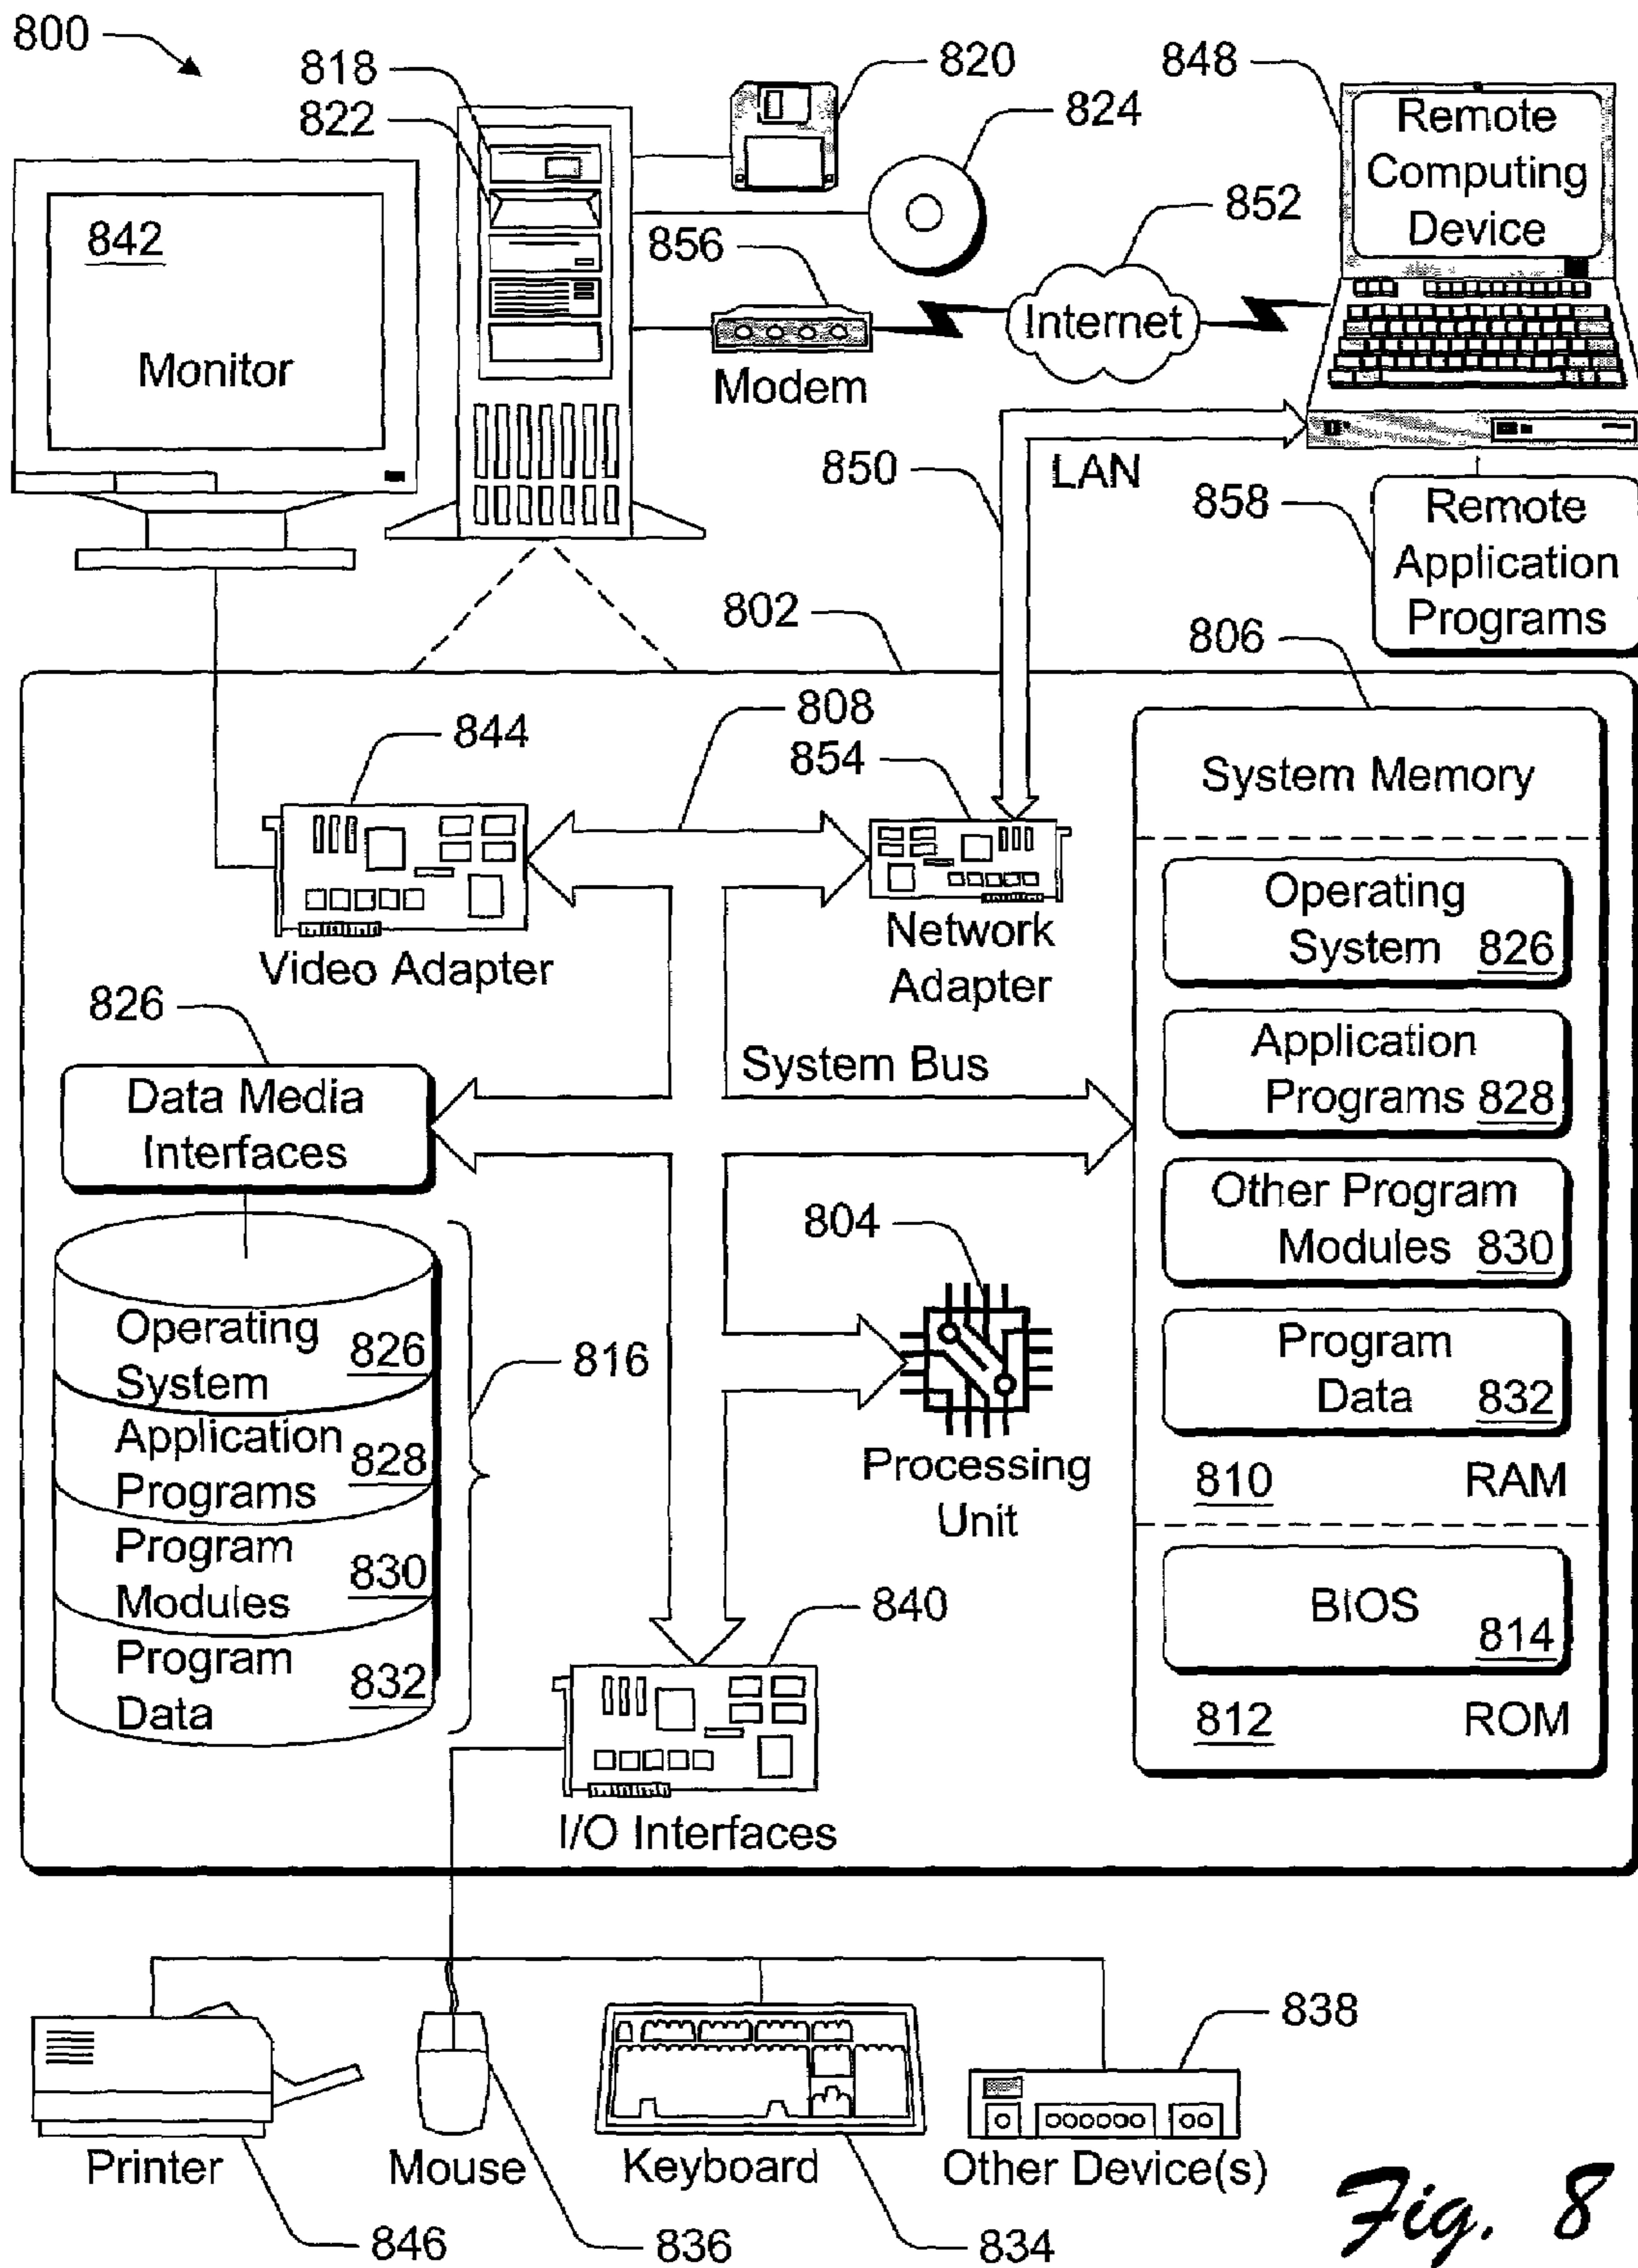 800
818
822
820
824
848
Remote
Computing
Device
842
Monitor
856
Modem
852
Internet
850
LAN
858
Remote
Application
Programs
802
806
808
844
854
Video Adapter
Network
Adapter
System Memory
Operating
System 826
Application
Programs 828
Other Program
Modules 830
Program
Data 832
810 RAM
BIOS
814
812 ROM
826
Data Media
Interfaces
System Bus
804
Processing
Unit
Operating
System 826
Application
Programs 828
Program
Modules 830
Program
Data 832
816
840
I/O Interfaces
838
Printer
Mouse
Keyboard
Other Device(s)
846
836
834
Fig. 8